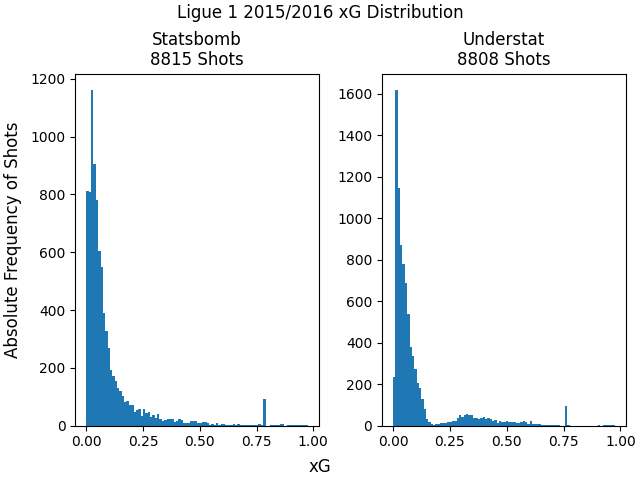 Ligue 1 2015/2016 xG Distribution
Statsbomb
8815 Shots
Understat
8808 Shots
Absolute Frequency of Shots
1200
1000
800
600
400
200
0
0.00 0.25 0.50 0.75 1.00
1600
1400
1200
1000
800
600
400
200
0
0.00 0.25 0.50 0.75 1.00
xG